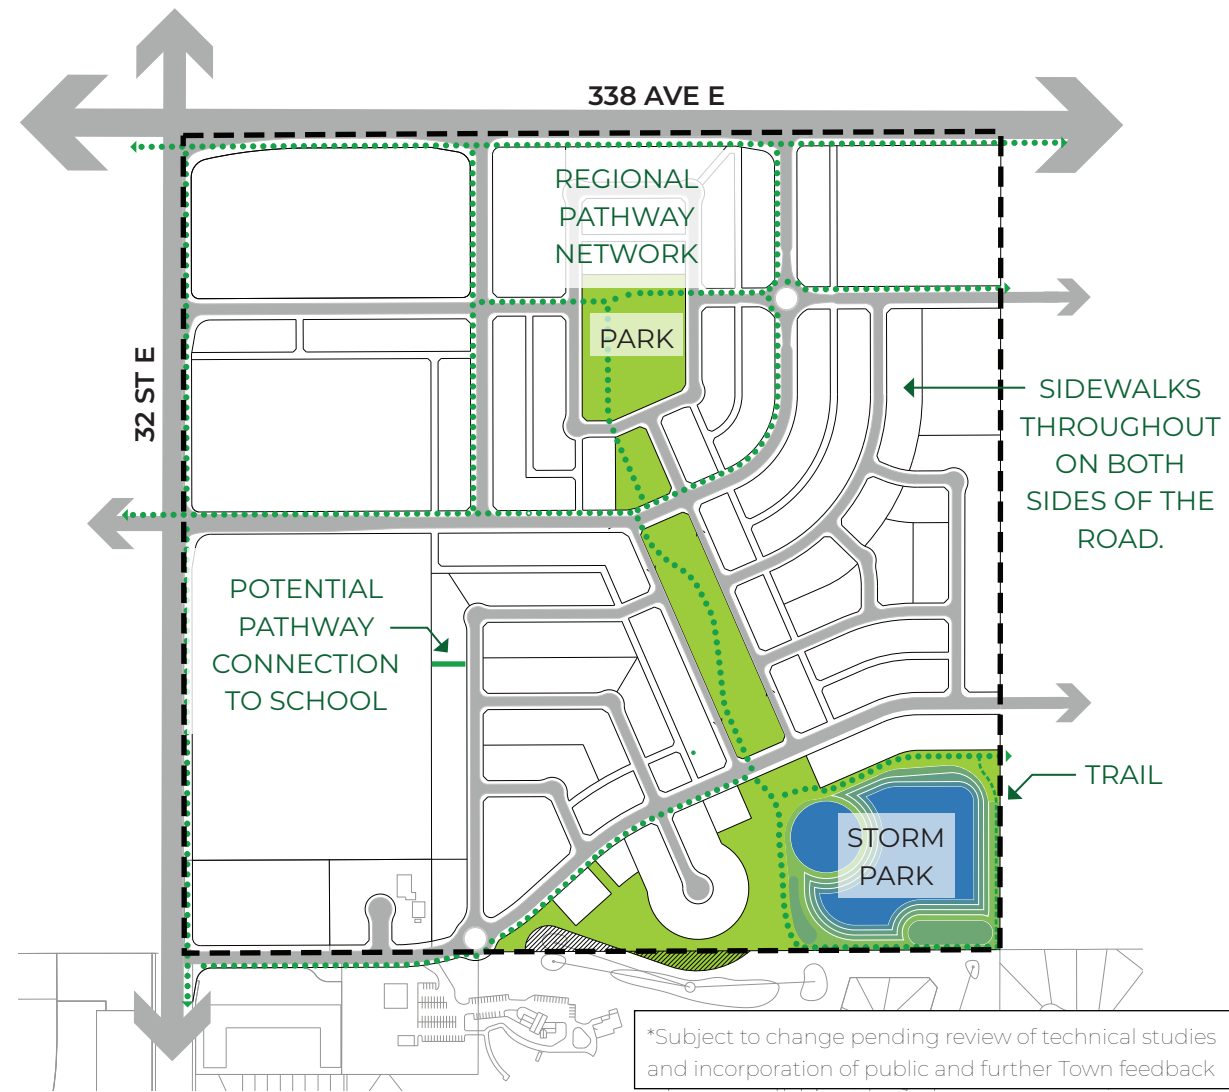 338 AVE E
REGIONAL
PATHWAY
NETWORK
PARK
32 ST E
SIDEWALKS
THROUGHOUT
ON BOTH
SIDES OF THE
ROAD.
POTENTIAL
PATHWAY
CONNECTION
TO SCHOOL
TRAIL
STORM
PARK
*Subject to change pending review of technical studies
and incorporation of public and further Town feedback